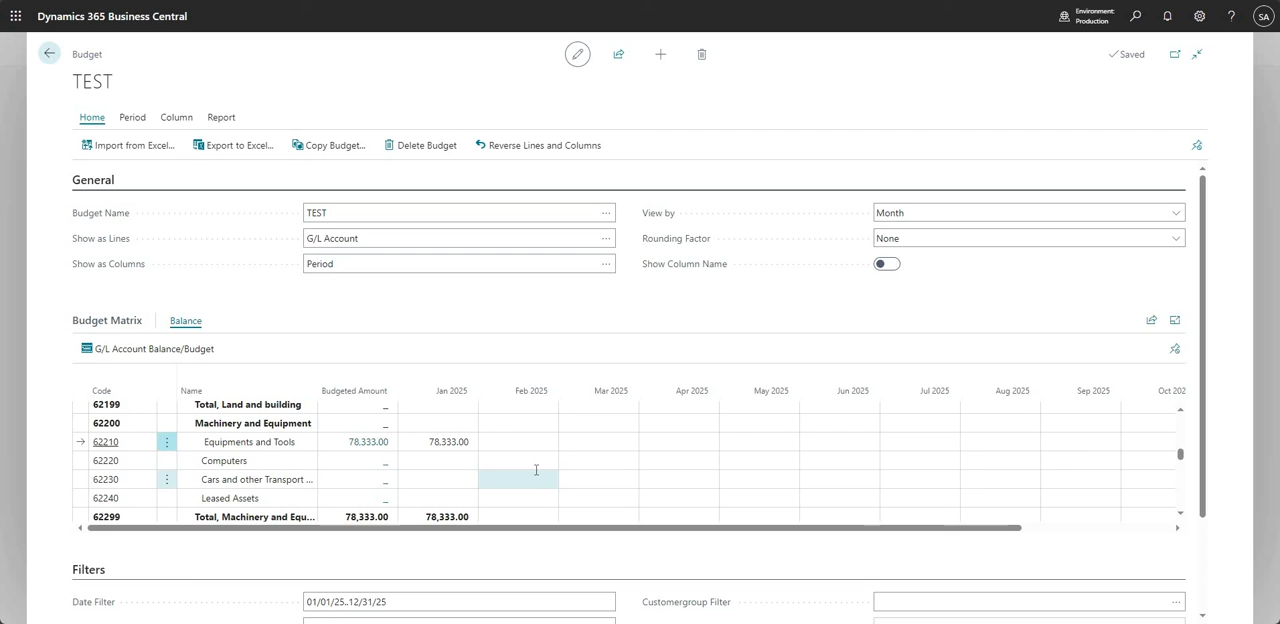 Dynamics 365 Business Central
Environment:
Production
?
SA
Budget
Saved
TEST
Home Period Column Report
Import from Excel... Export to Excel... Copy Budget... Delete Budget Reverse Lines and Columns
General
Budget Name TEST ... View by Month
Show as Lines G/L Account ... Rounding Factor None
Show as Columns Period ... Show Column Name
Budget Matrix Balance
G/L Account Balance/Budget
Code Name Budgeted Amount Jan 2025 Feb 2025 Mar 2025 Apr 2025 May 2025 Jun 2025 Jul 2025 Aug 2025 Sep 2025 Oct 202
62199 Total, Land and building _
62200 Machinery and Equipment _
62210 Equipments and Tools 78,333.00 78,333.00
62220 Computers _
62230 Cars and other Transport ... _
62240 Leased Assets _
62299 Total, Machinery and Equ... 78,333.00 78,333.00
Filters
Date Filter 01/01/25..12/31/25 Customergroup Filter ...